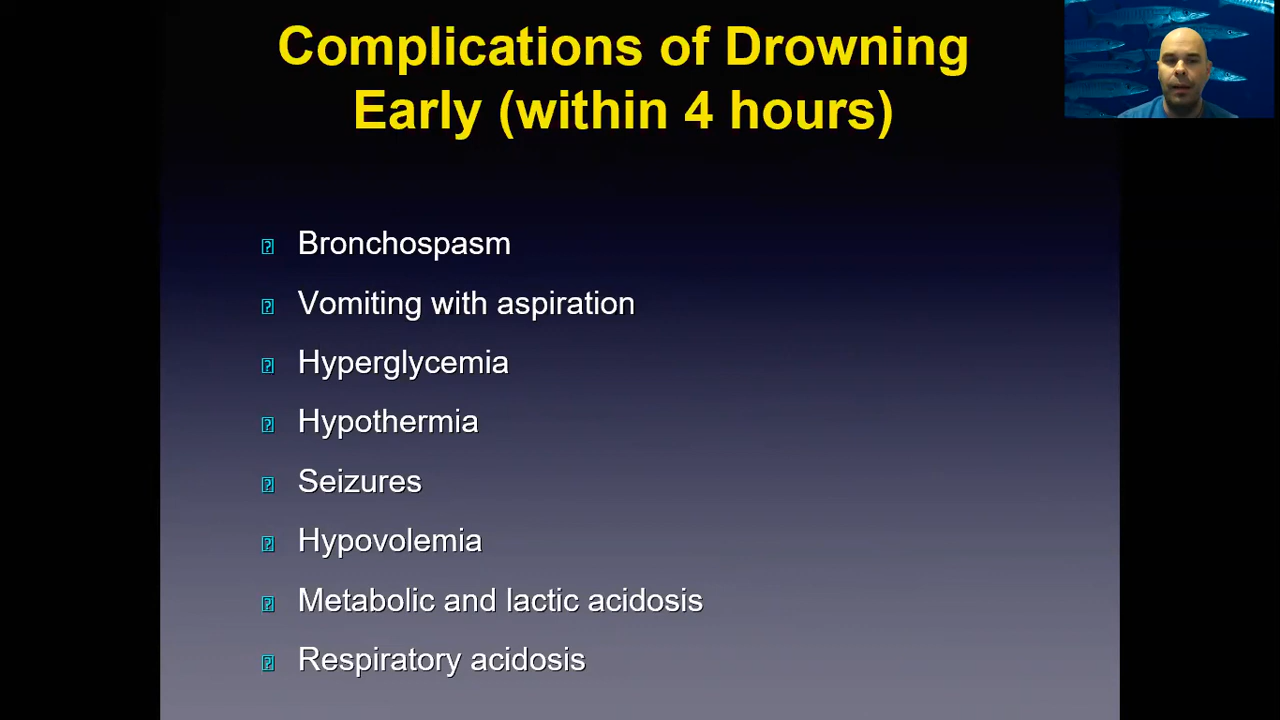 Complications of Drowning
Early (within 4 hours)
Bronchospasm
Vomiting with aspiration
Hyperglycemia
Hypothermia
Seizures
Hypovolemia
Metabolic and lactic acidosis
Respiratory acidosis